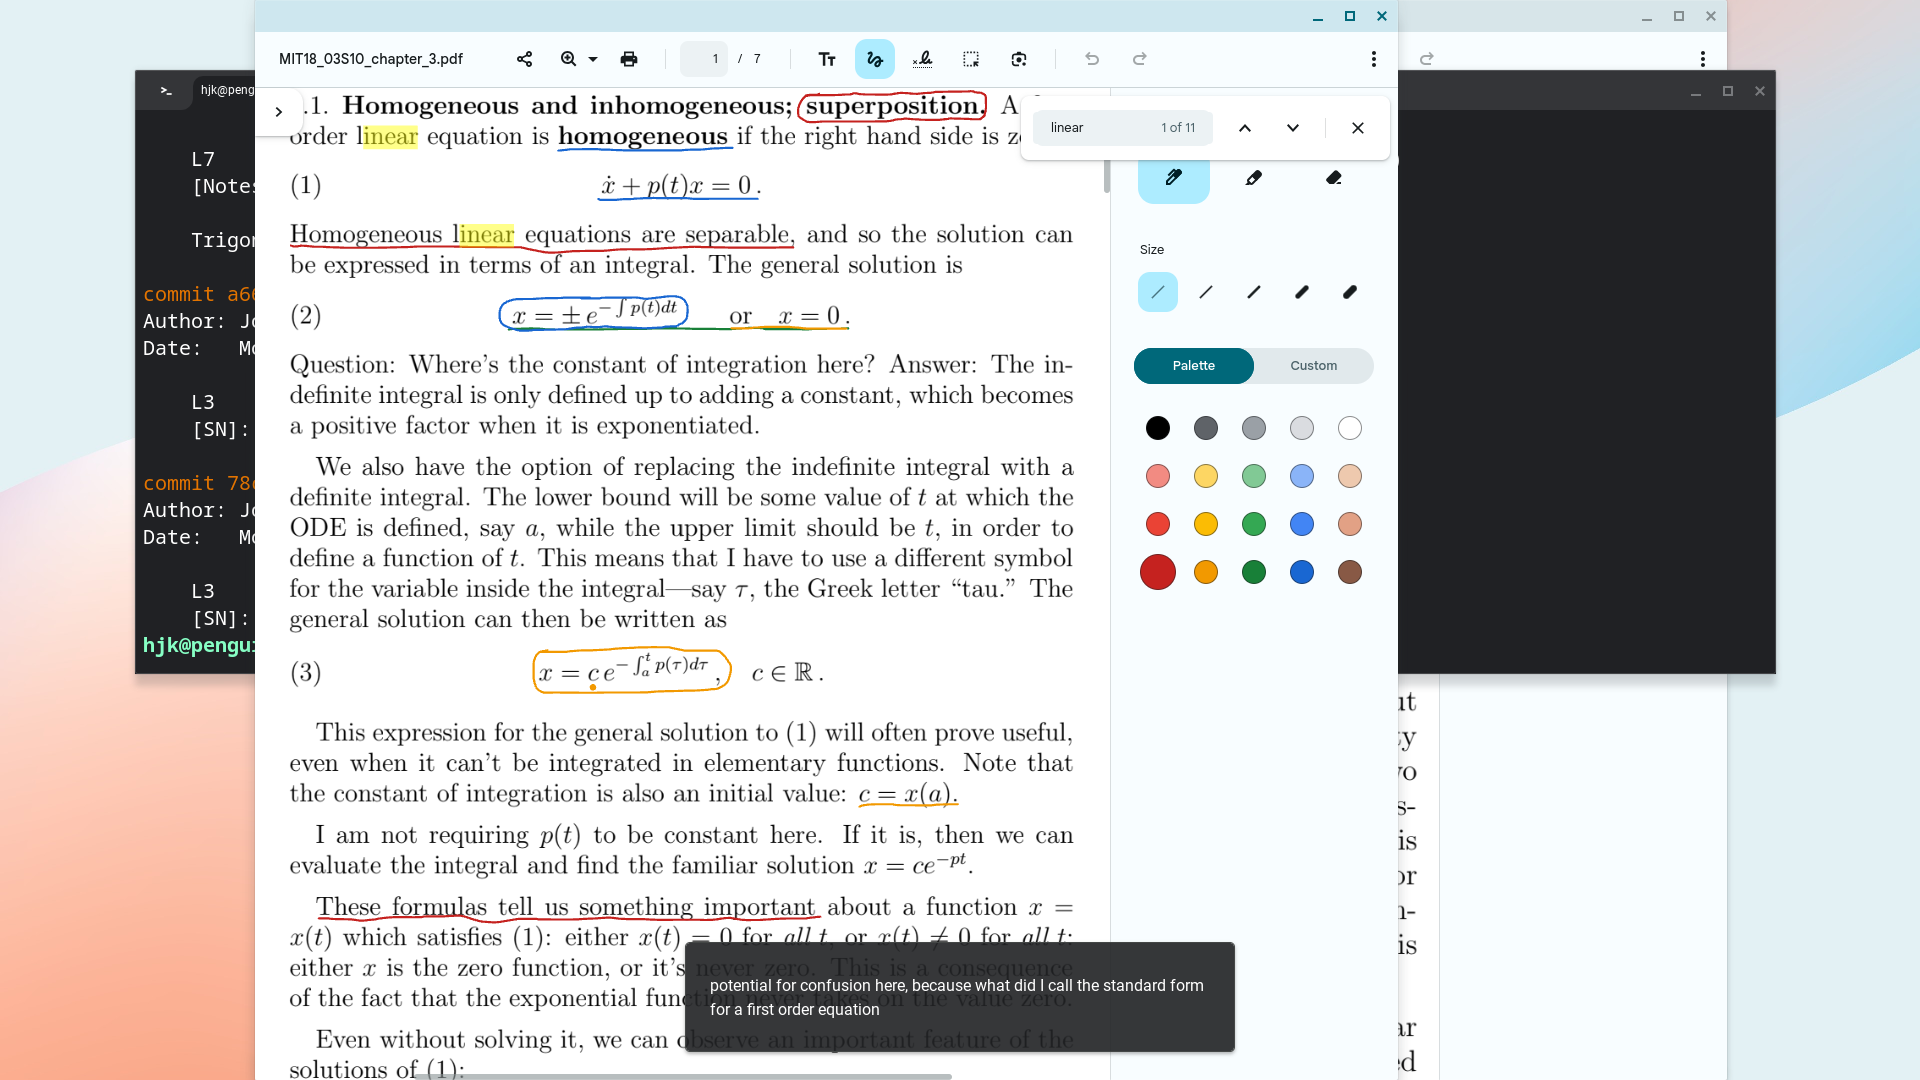 MIT18_03S10_chapter_3.pdf
1 / 7
hjk@peng
L7
[Notes
Trigon
commit a66
Author: Jo
Date: Mo
L3
[SN]:
commit 78
Author: Jo
Date: Mo
L3
[SN]:
hjk@pengui
.1. Homogeneous and inhomogeneous; superposition. A
order linear equation is homogeneous if the right hand side is ze
(1) ẋ + p(t)x = 0 .
Homogeneous linear equations are separable, and so the solution can
be expressed in terms of an integral. The general solution is
(2) x = ± e^{−∫ p(t)dt} or x = 0 .
Question: Where's the constant of integration here? Answer: The in-
definite integral is only defined up to adding a constant, which becomes
a positive factor when it is exponentiated.
We also have the option of replacing the indefinite integral with a
definite integral. The lower bound will be some value of t at which the
ODE is defined, say a, while the upper limit should be t, in order to
define a function of t. This means that I have to use a different symbol
for the variable inside the integral—say τ, the Greek letter “tau.” The
general solution can then be written as
(3) x = c e^{−∫_a^t p(τ)dτ} , c ∈ ℝ .
This expression for the general solution to (1) will often prove useful,
even when it can't be integrated in elementary functions. Note that
the constant of integration is also an initial value: c = x(a).
I am not requiring p(t) to be constant here. If it is, then we can
evaluate the integral and find the familiar solution x = ce^{−pt}.
These formulas tell us something important about a function x =
x(t) which satisfies (1): either x(t) = 0 for all t, or x(t) ≠ 0 for all t:
either x is the zero function, or it's never zero. This is a consequence
of the fact that the exponential function never takes on the value zero.
Even without solving it, we can observe an important feature of the
solutions of (1):
potential for confusion here, because what did I call the standard form
for a first order equation
linear 1 of 11
Size
Palette Custom
ut
ty
vo
s-
is
or
n-
is
ar
ed